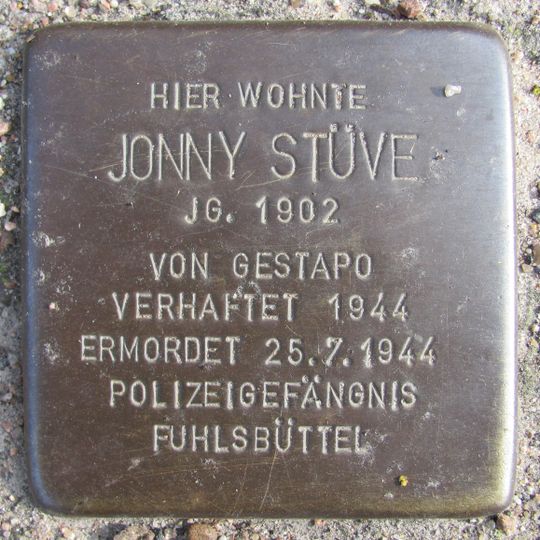 HIER WOHNTE
JONNY STÜVE
JG. 1902
VON GESTAPO
VERHAFTET 1944
ERMORDET 25.7.1944
POLIZEIGEFÄNGNIS
FUHLSBÜTTEL